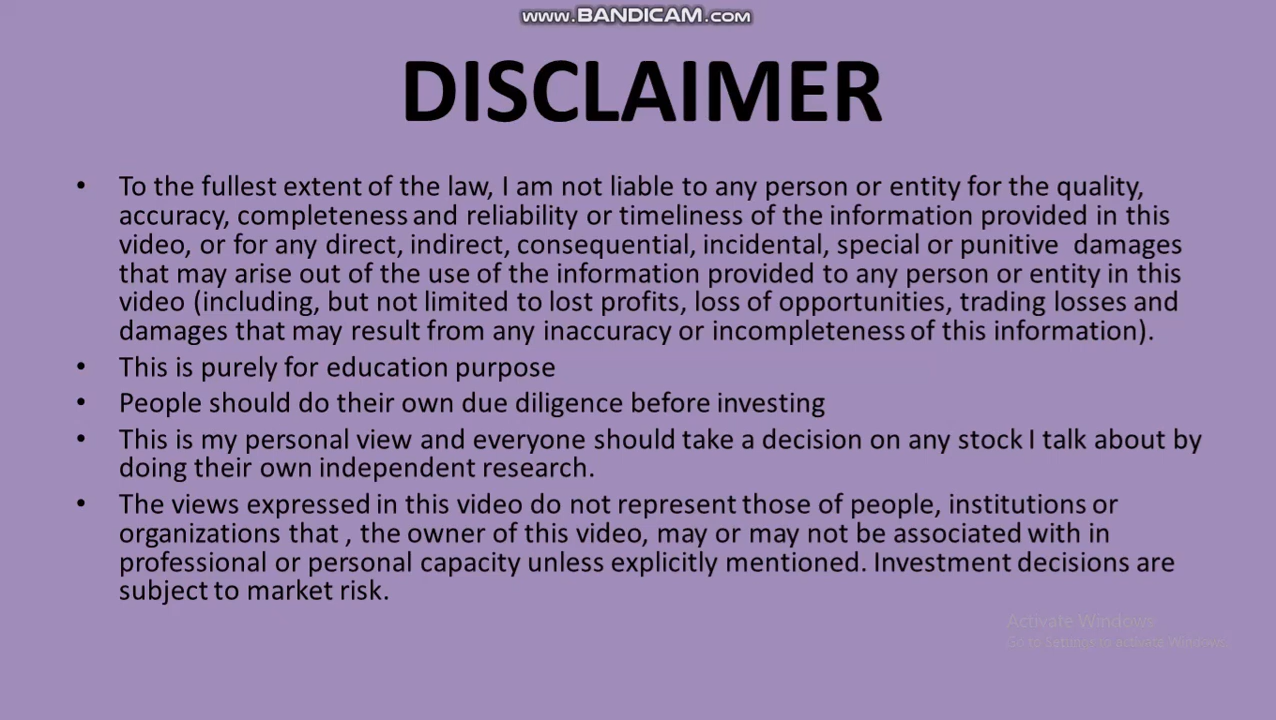 www.BANDICAM.com
DISCLAIMER
• To the fullest extent of the law, I am not liable to any person or entity for the quality,
accuracy, completeness and reliability or timeliness of the information provided in this
video, or for any direct, indirect, consequential, incidental, special or punitive  damages
that may arise out of the use of the information provided to any person or entity in this
video (including, but not limited to lost profits, loss of opportunities, trading losses and
damages that may result from any inaccuracy or incompleteness of this information).
• This is purely for education purpose
• People should do their own due diligence before investing
• This is my personal view and everyone should take a decision on any stock I talk about by
doing their own independent research.
• The views expressed in this video do not represent those of people, institutions or
organizations that , the owner of this video, may or may not be associated with in
professional or personal capacity unless explicitly mentioned. Investment decisions are
subject to market risk.
Activate Windows
Go to Settings to activate Windows.